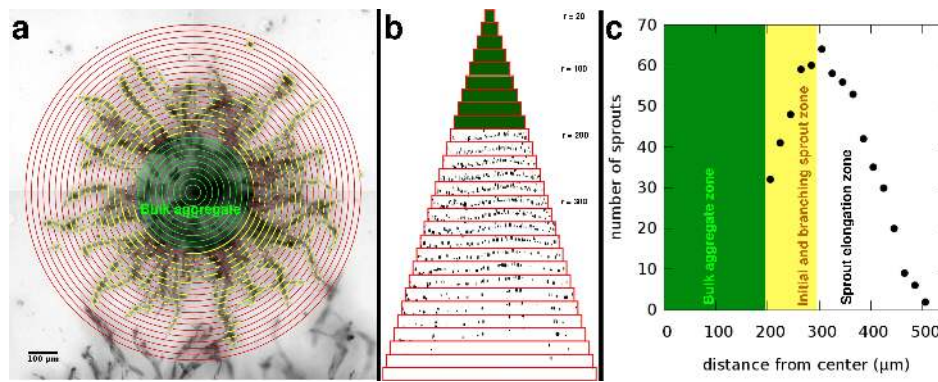 a
Bulk aggregate
100 µm
b
r = 20
r = 100
r = 200
r = 300
c
number of sprouts
70
60
50
40
30
20
10
0
Bulk aggregate zone
Initial and branching sprout zone
Sprout elongation zone
0 100 200 300 400 500
distance from center (µm)